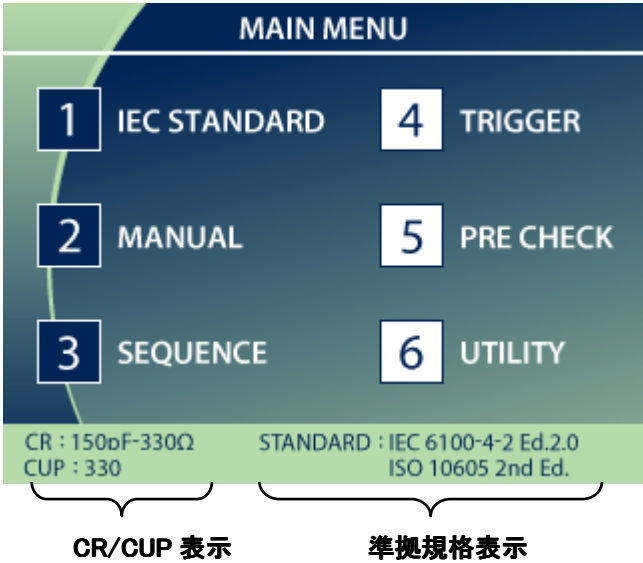 MAIN MENU
1 IEC STANDARD
4 TRIGGER
2 MANUAL
5 PRE CHECK
3 SEQUENCE
6 UTILITY
CR : 150pF-330Ω
STANDARD : IEC 6100-4-2 Ed.2.0
CUP : 330
ISO 10605 2nd Ed.
CR/CUP 表示
準拠規格表示